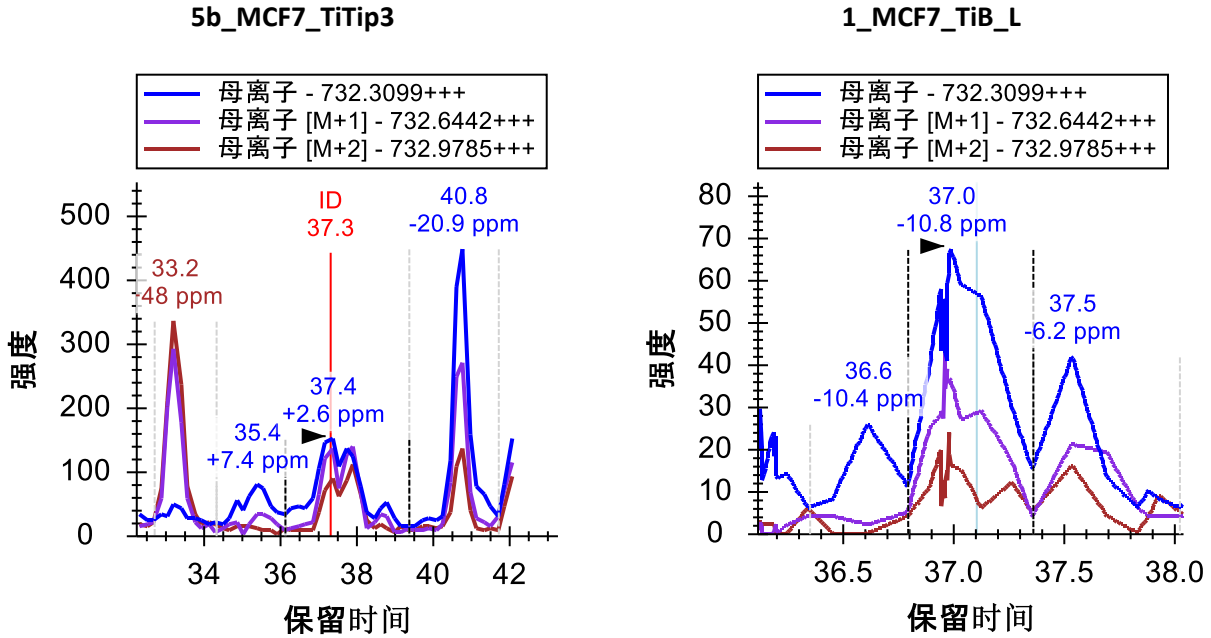 5b_MCF7_TiTip3
母离子 - 732.3099+++
母离子 [M+1] - 732.6442+++
母离子 [M+2] - 732.9785+++
强度
500
400
300
200
100
0
34
36
38
40
42
33.2
-48 ppm
35.4
+7.4 ppm
ID
37.3
37.4
+2.6 ppm
40.8
-20.9 ppm
保留时间
1_MCF7_TiB_L
母离子 - 732.3099+++
母离子 [M+1] - 732.6442+++
母离子 [M+2] - 732.9785+++
强度
80
70
60
50
40
30
20
10
0
36.5
37.0
37.5
38.0
36.6
-10.4 ppm
37.0
-10.8 ppm
37.5
-6.2 ppm
保留时间